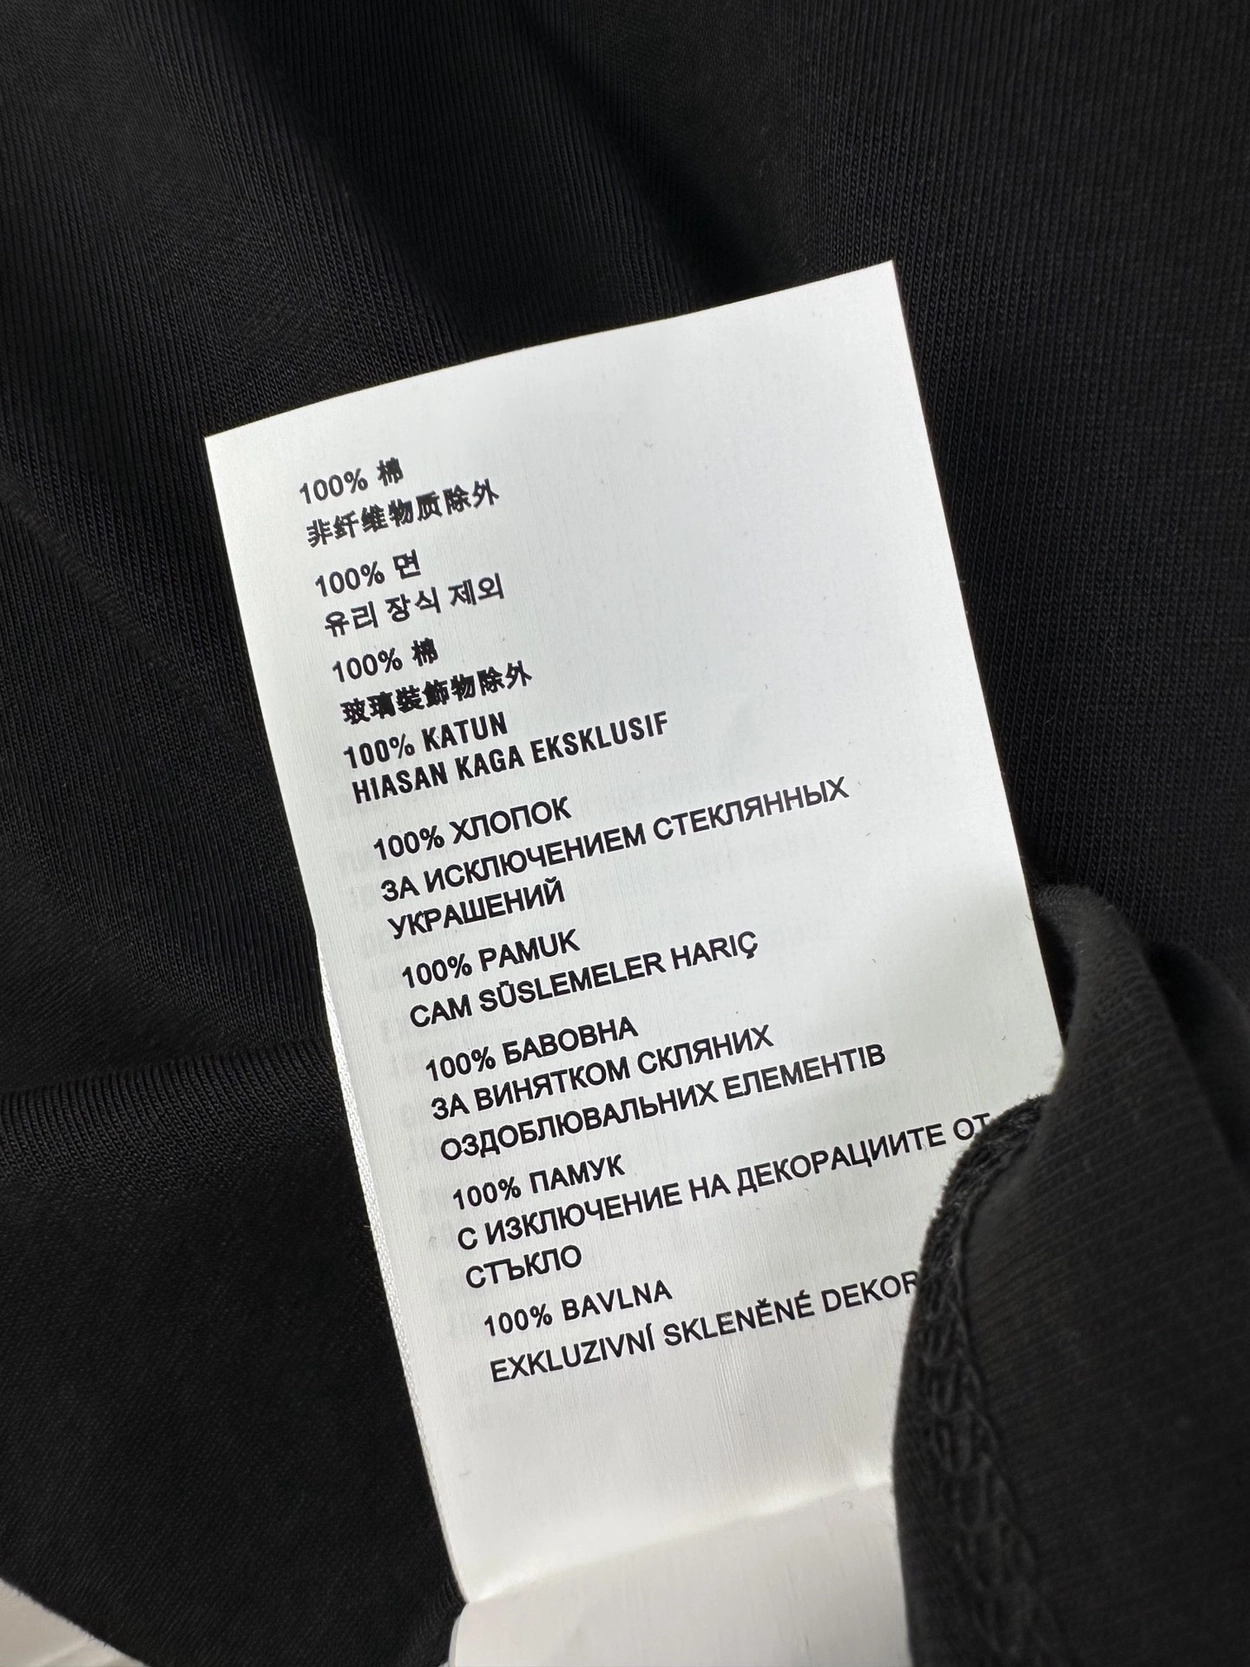 100% 棉
非纤维物质除外
100% 면
유리 장식 제외
100% 棉
玻璃裝飾物除外
100% KATUN
HIASAN KAGA EKSKLUSIF
100% ХЛОПОК
ЗА ИСКЛЮЧЕНИЕМ СТЕКЛЯННЫХ
УКРАШЕНИЙ
100% PAMUK
CAM SÜSLEMELER HARIÇ
100% БАВОВНА
ЗА ВИНЯТКОМ СКЛЯНИХ
ОЗДОБЛЮВАЛЬНИХ ЕЛЕМЕНТІВ
100% ПАМУК
С ИЗКЛЮЧЕНИЕ НА ДЕКОРАЦИИТЕ ОТ
СТЪКЛО
100% BAVLNA
EXKLUZIVNÍ SKLENĚNÉ DEKOR